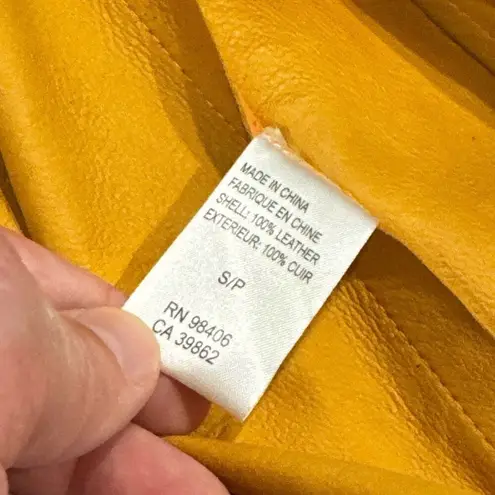 MADE IN CHINA
FABRIQUE EN CHINE
SHELL: 100% LEATHER
EXTERIEUR: 100% CUIR
S/P
RN 98406
CA 39862